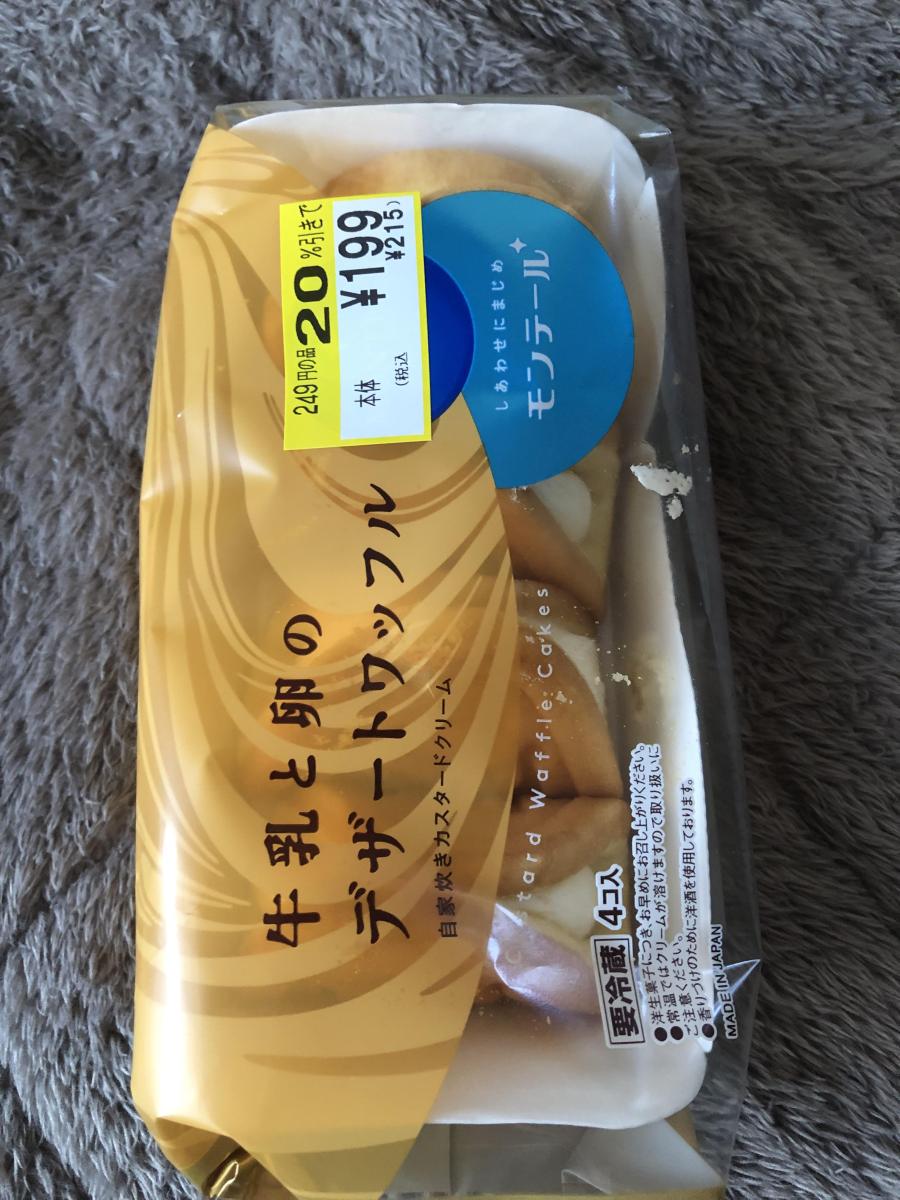 249円の品20%引きで
本体 ¥199
(税込 ¥215)
しあわせにまじめ
モンテール
牛乳と卵の
デザートワッフル
自家炊きカスタードクリーム
Custard Waffle Cakes
要冷蔵 4コ入
●洋生菓子につき、お早めにお召し上がりください。
●常温ではクリームが溶けますので取り扱いに
ご注意ください。
●香りづけのために洋酒を使用しております。
MADE IN JAPAN